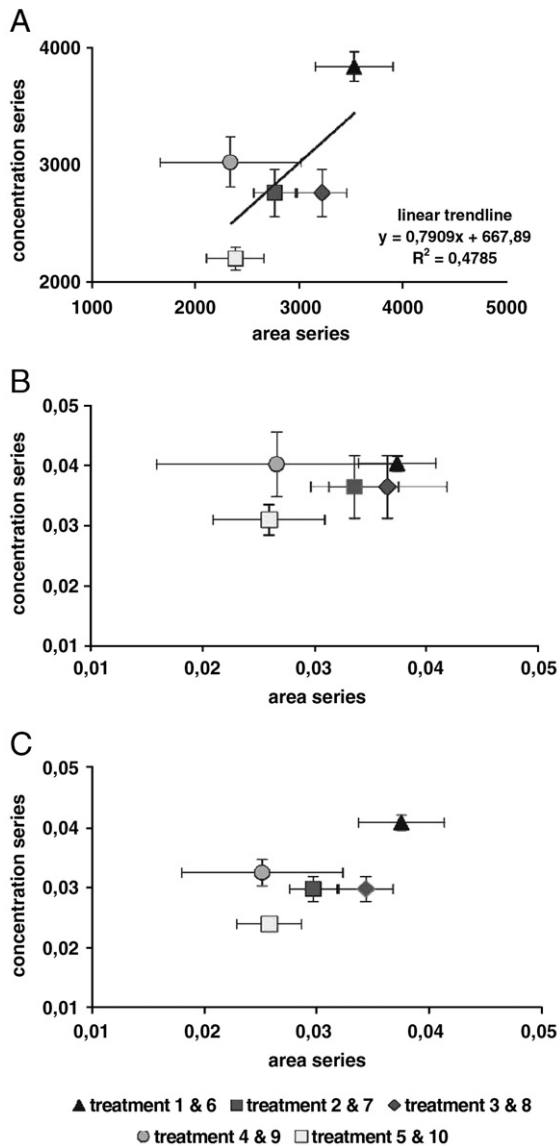 A
4000
3000
2000
concentration series
linear trendline
y = 0,7909x + 667,89
R² = 0,4785
1000 2000 3000 4000 5000
area series
B
0,05
0,04
0,03
0,02
0,01
concentration series
0,01 0,02 0,03 0,04 0,05
area series
C
0,05
0,04
0,03
0,02
0,01
concentration series
0,01 0,02 0,03 0,04 0,05
area series
treatment 1 & 6 treatment 2 & 7 treatment 3 & 8
treatment 4 & 9 treatment 5 & 10